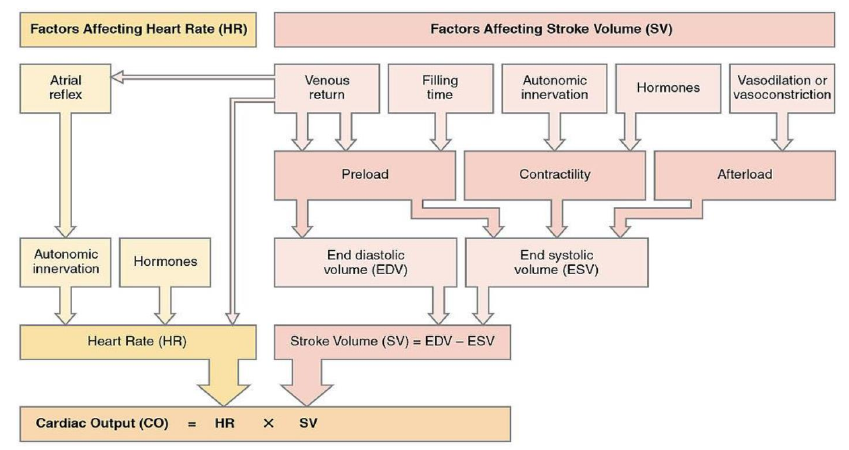 Factors Affecting Heart Rate (HR)
Factors Affecting Stroke Volume (SV)
Atrial
reflex
Venous
return
Filling
time
Autonomic
innervation
Hormones
Vasodilation or
vasoconstriction
Preload
Contractility
Afterload
Autonomic
innervation
Hormones
End diastolic
volume (EDV)
End systolic
volume (ESV)
Heart Rate (HR)
Stroke Volume (SV) = EDV – ESV
Cardiac Output (CO) = HR × SV